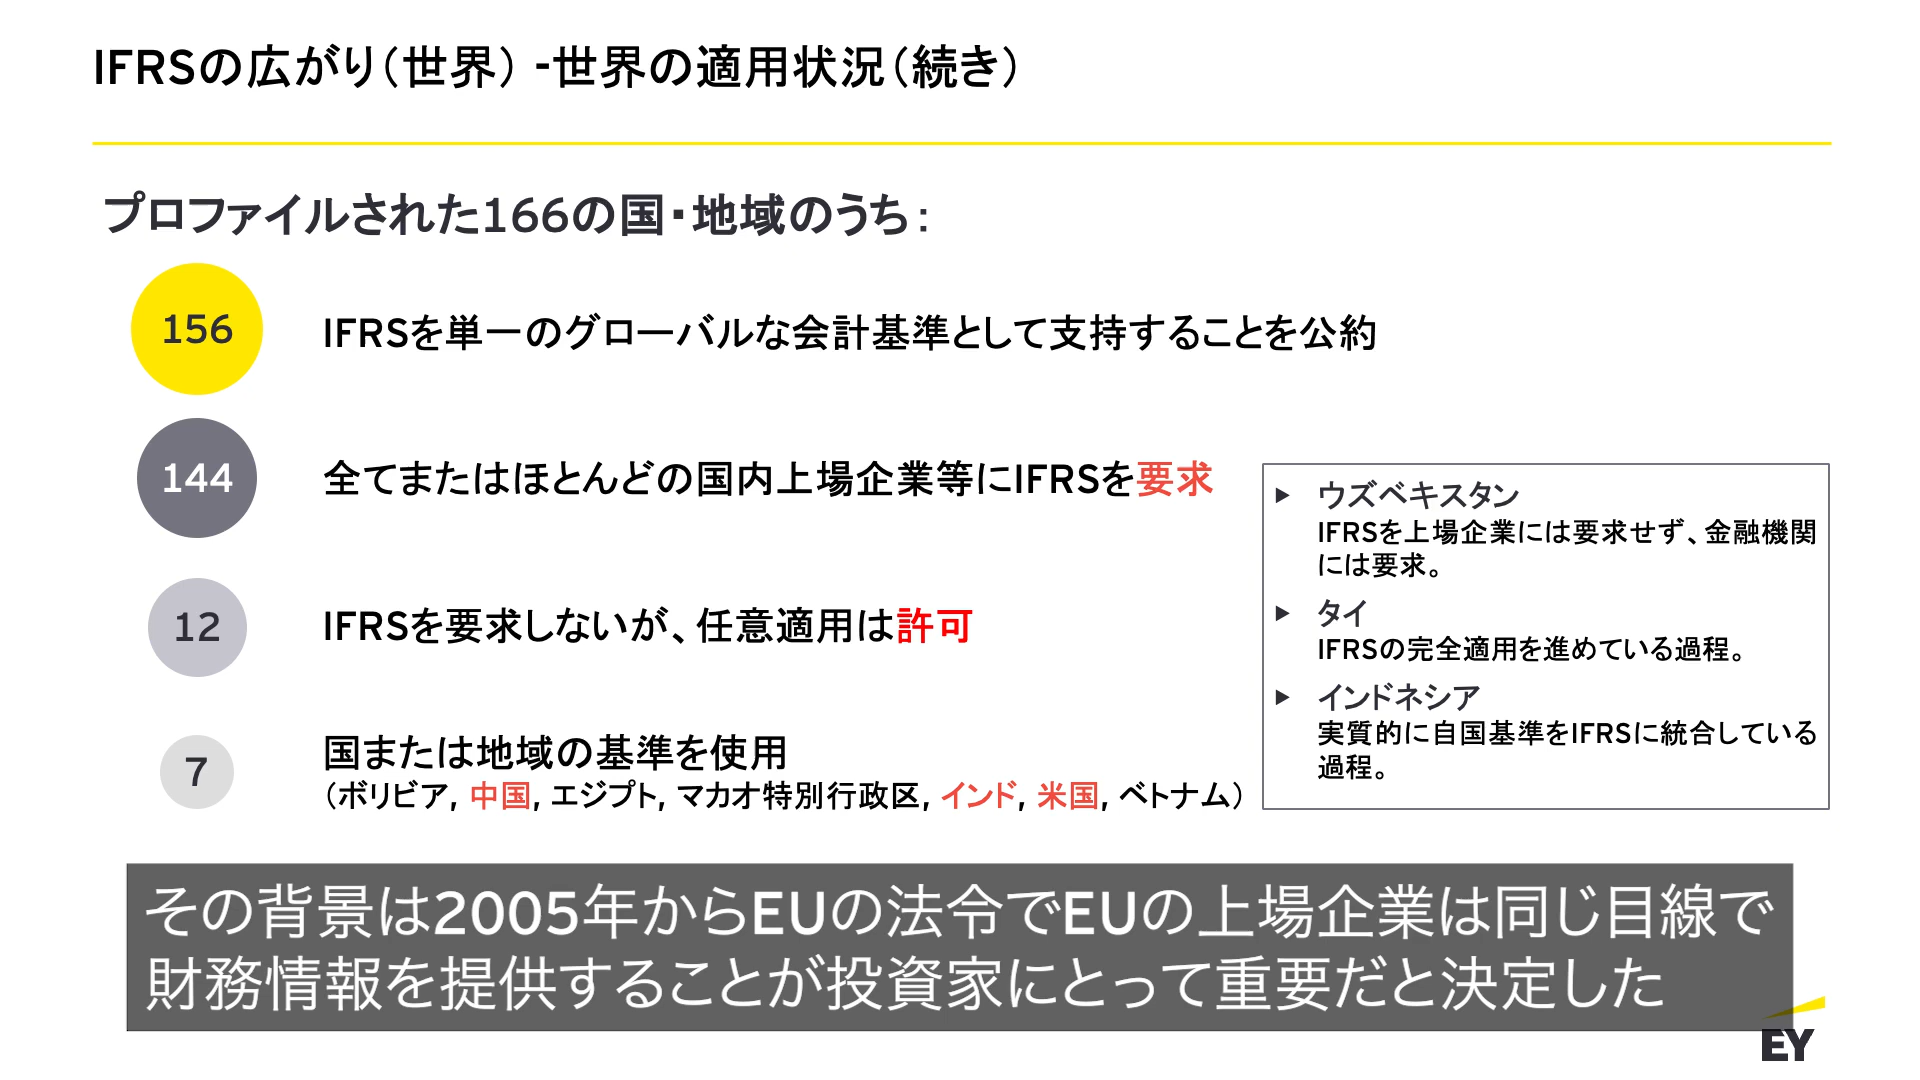 IFRSの広がり（世界） -世界の適用状況（続き）
プロファイルされた166の国・地域のうち：
156
IFRSを単一のグローバルな会計基準として支持することを公約
144
全てまたはほとんどの国内上場企業等にIFRSを要求
12
IFRSを要求しないが、任意適用は許可
7
国または地域の基準を使用
（ボリビア, 中国, エジプト, マカオ特別行政区, インド, 米国, ベトナム）
▶ ウズベキスタン
IFRSを上場企業には要求せず、金融機関
には要求。
▶ タイ
IFRSの完全適用を進めている過程。
▶ インドネシア
実質的に自国基準をIFRSに統合している
過程。
その背景は2005年からEUの法令でEUの上場企業は同じ目線で
財務情報を提供することが投資家にとって重要だと決定した
EY